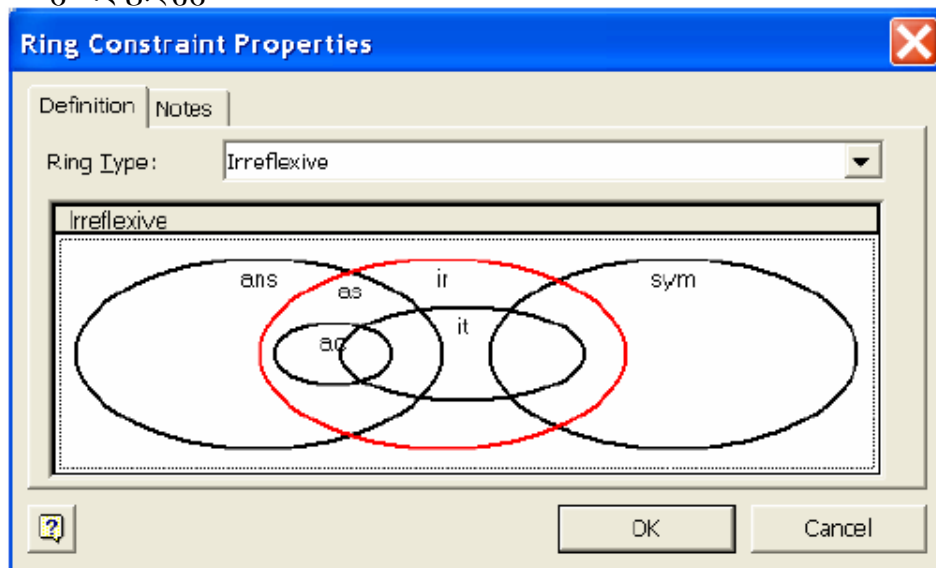 Ring Constraint Properties
Definition Notes
Ring Type: Irreflexive
Irreflexive
ans as ir sym
ac it
OK Cancel